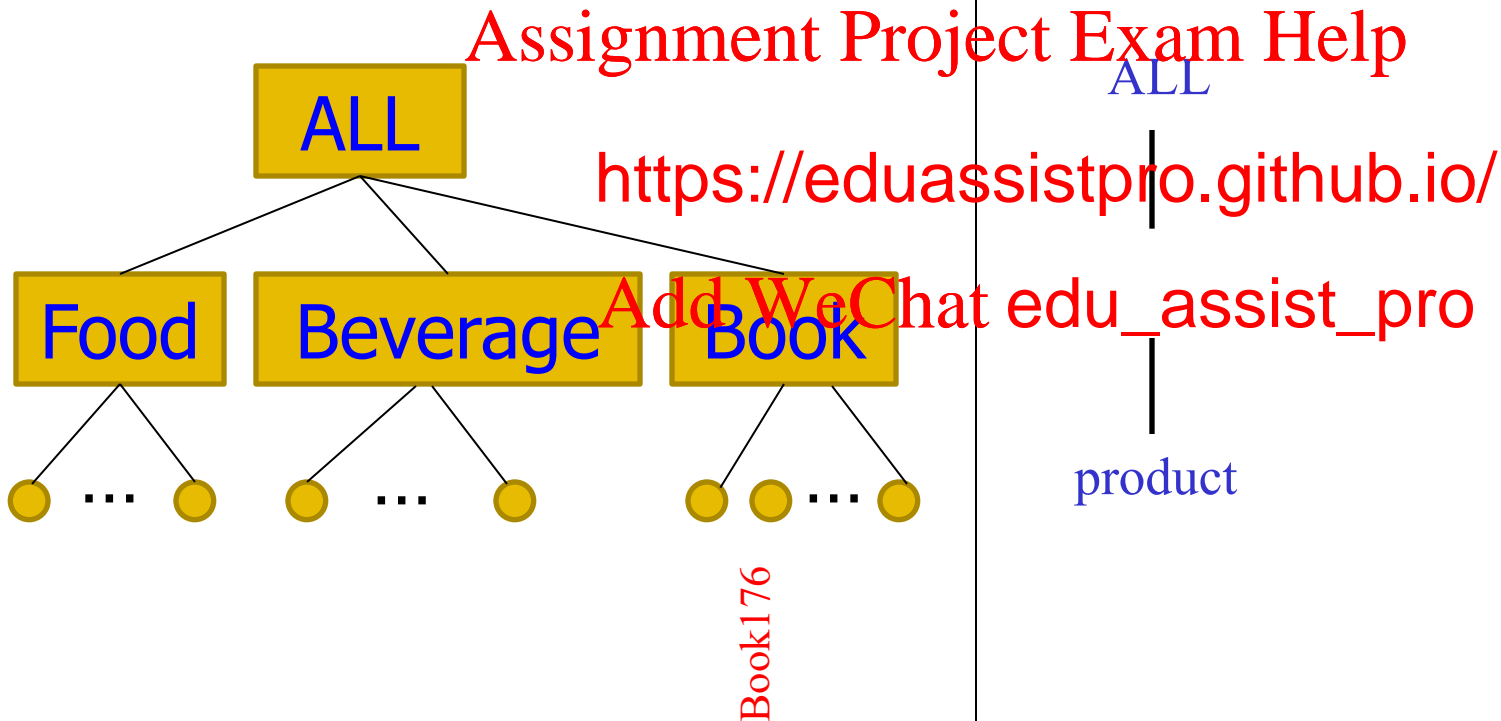 Assignment Project Exam Help
ALL
ALL
https://eduassistpro.github.io/
Add WeChat edu_assist_pro
Food
Beverage
Book
...
...
...
product
Book176